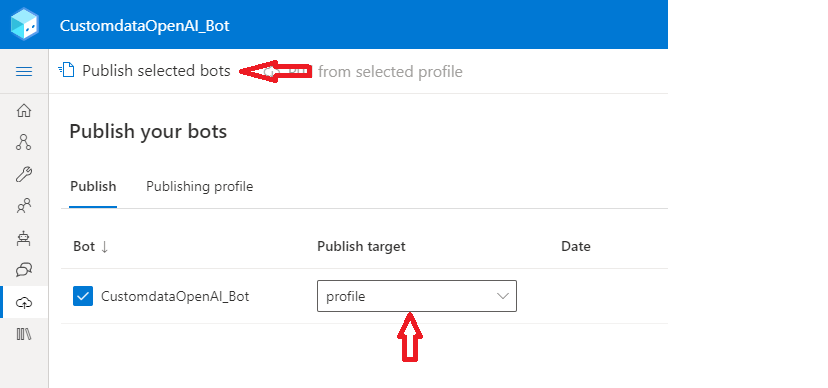 CustomdataOpenAI_Bot
Publish selected bots
from selected profile
Publish your bots
Publish
Publishing profile
Bot ↓
Publish target
Date
CustomdataOpenAI_Bot
profile